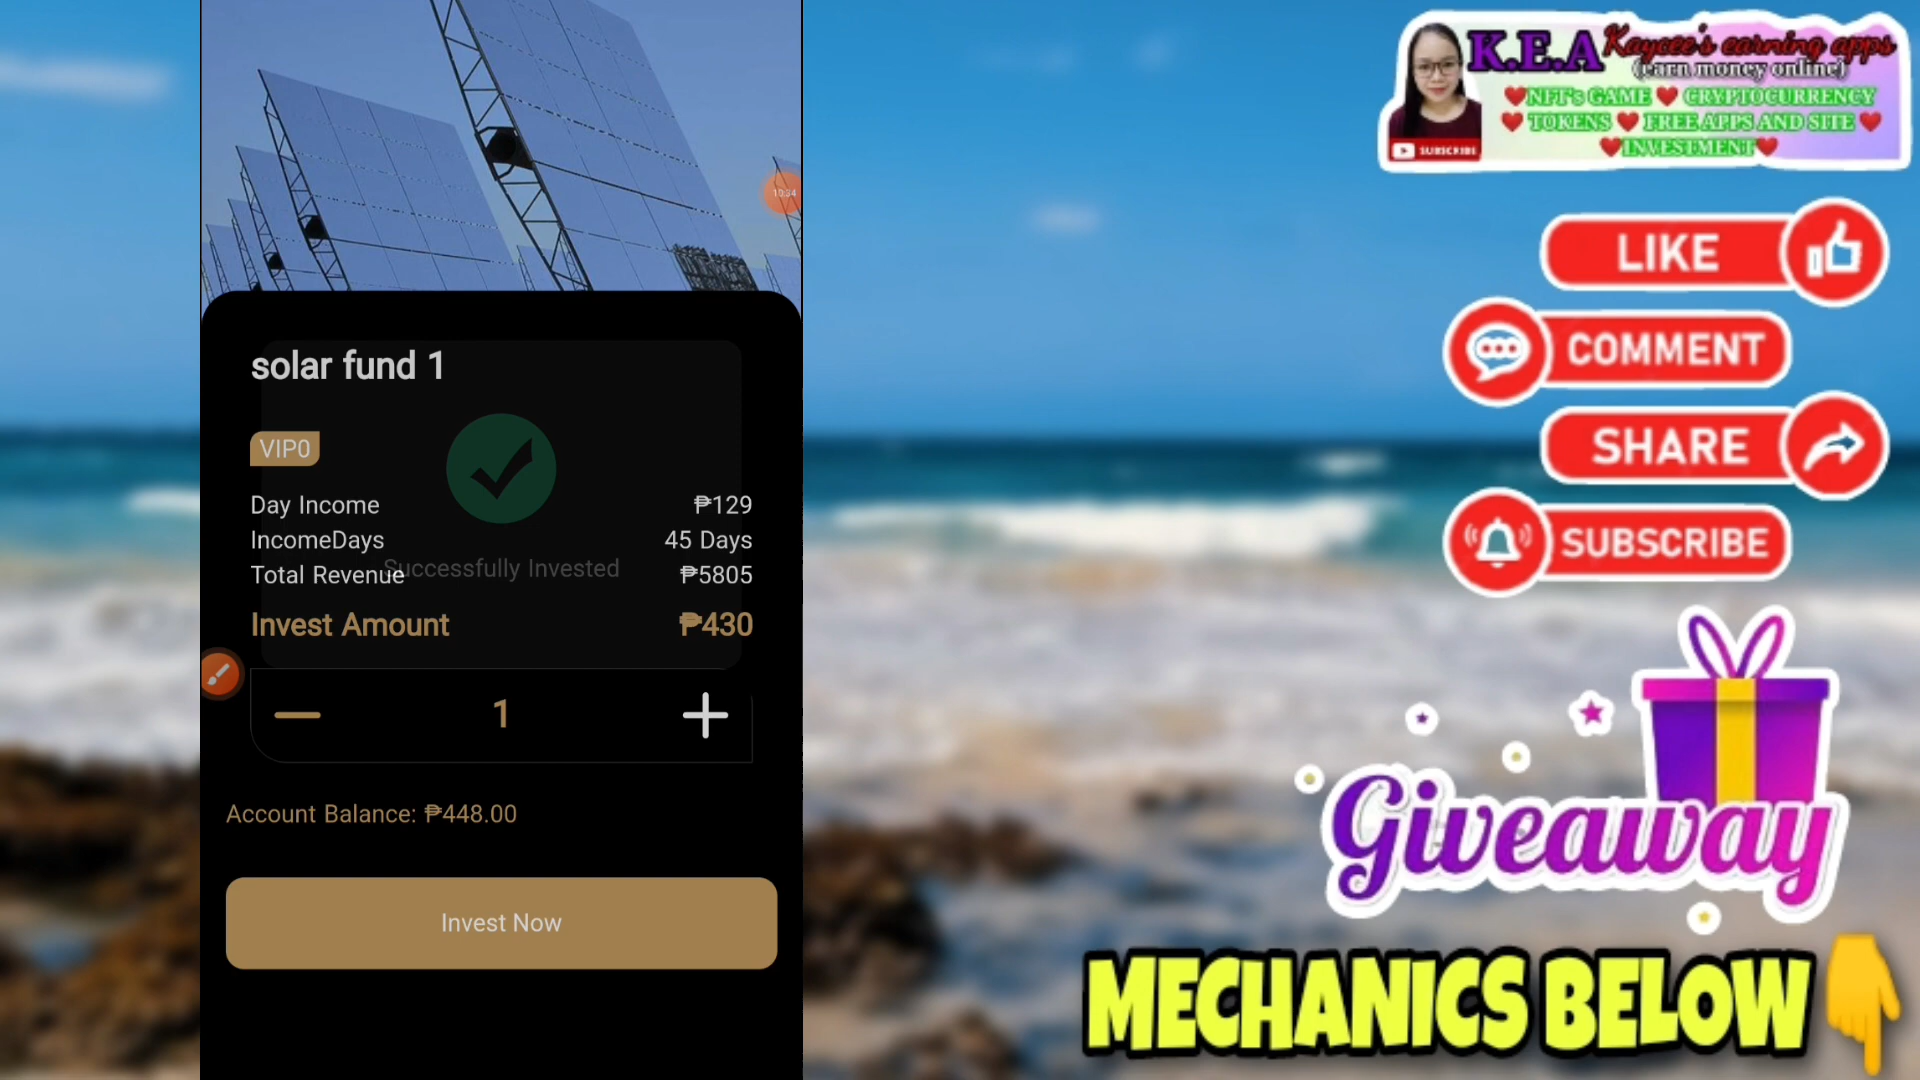 10:34
solar fund 1
VIP0
Day Income ₱129
IncomeDays 45 Days
Successfully Invested
Total Revenue ₱5805
Invest Amount ₱430
1
Account Balance: ₱448.00
Invest Now
K.E.A Kaycee's earning apps
(earn money online)
❤NFT's GAME ❤ CRYPTOCURRENCY
❤ TOKENS ❤ FREE APPS AND SITE ❤
❤INVESTMENT❤
SUBSCRIBE
LIKE
COMMENT
SHARE
SUBSCRIBE
Giveaway
MECHANICS BELOW